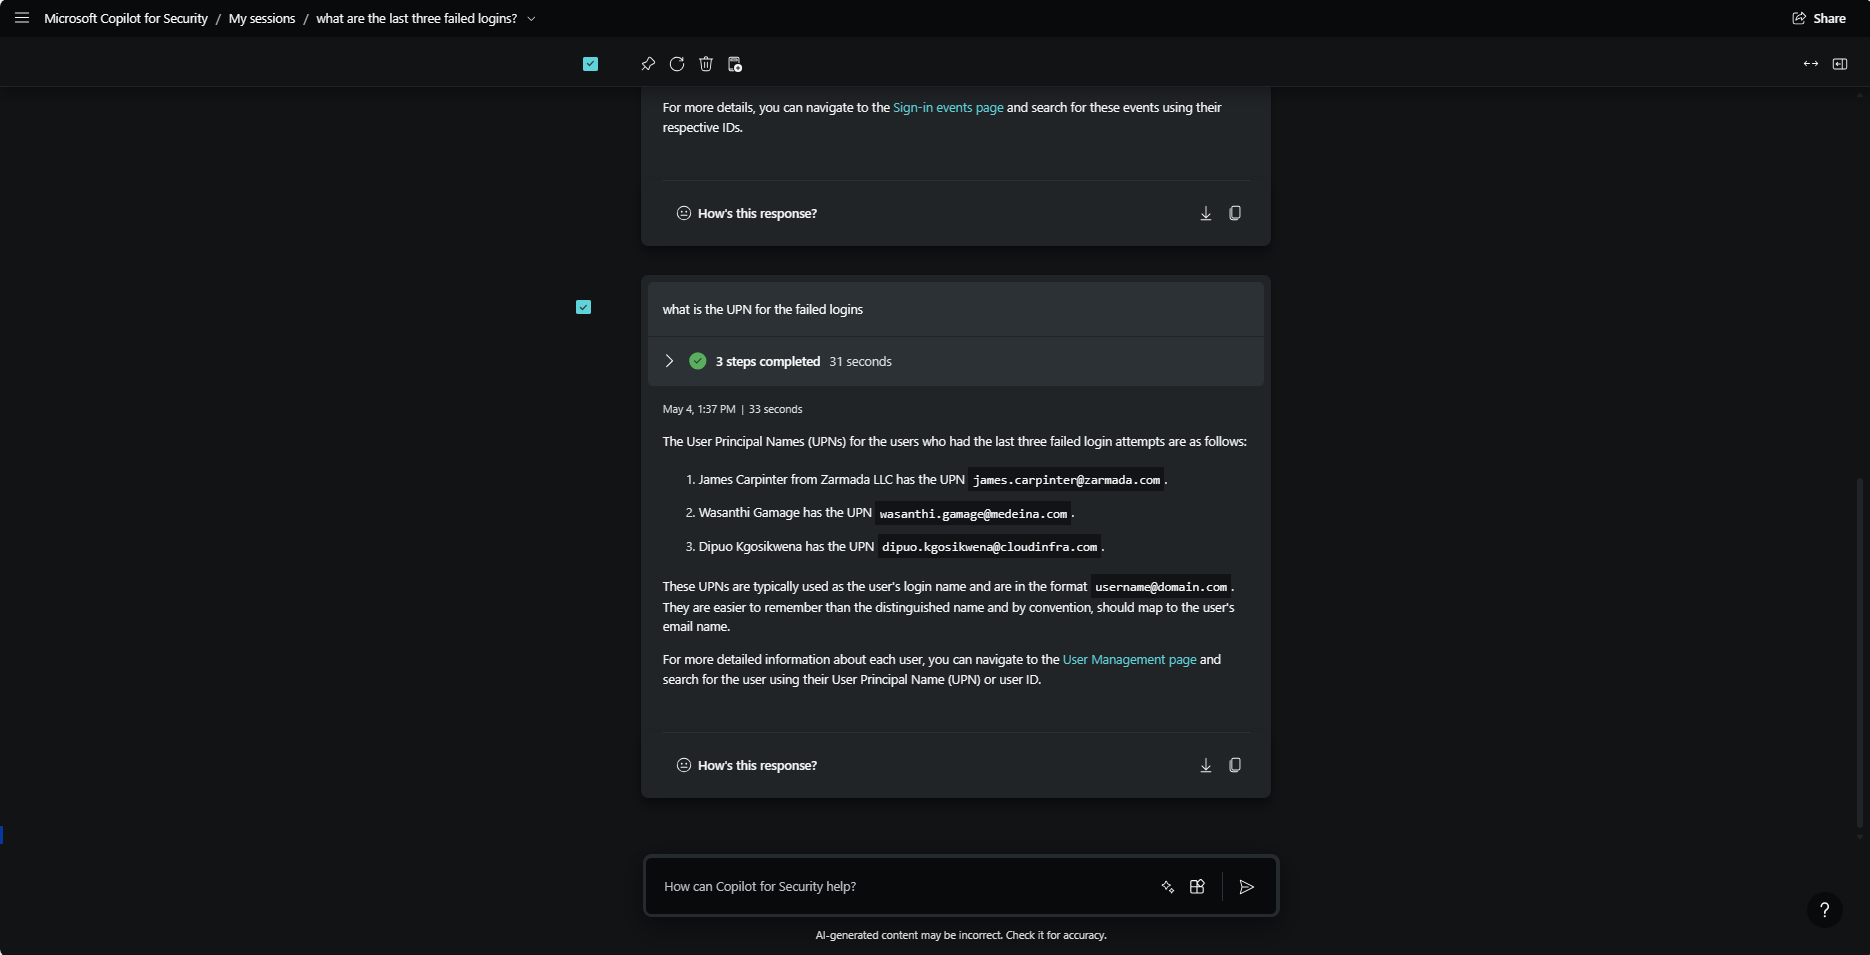 Microsoft Copilot for Security / My sessions / what are the last three failed logins?
Share
For more details, you can navigate to the Sign-in events page and search for these events using their
respective IDs.
How's this response?
what is the UPN for the failed logins
3 steps completed 31 seconds
May 4, 1:37 PM | 33 seconds
The User Principal Names (UPNs) for the users who had the last three failed login attempts are as follows:
1. James Carpinter from Zarmada LLC has the UPN james.carpinter@zarmada.com.
2. Wasanthi Gamage has the UPN wasanthi.gamage@medeina.com.
3. Dipuo Kgosikwena has the UPN dipuo.kgosikwena@cloudinfra.com.
These UPNs are typically used as the user's login name and are in the format username@domain.com.
They are easier to remember than the distinguished name and by convention, should map to the user's
email name.
For more detailed information about each user, you can navigate to the User Management page and
search for the user using their User Principal Name (UPN) or user ID.
How's this response?
How can Copilot for Security help?
?
AI-generated content may be incorrect. Check it for accuracy.